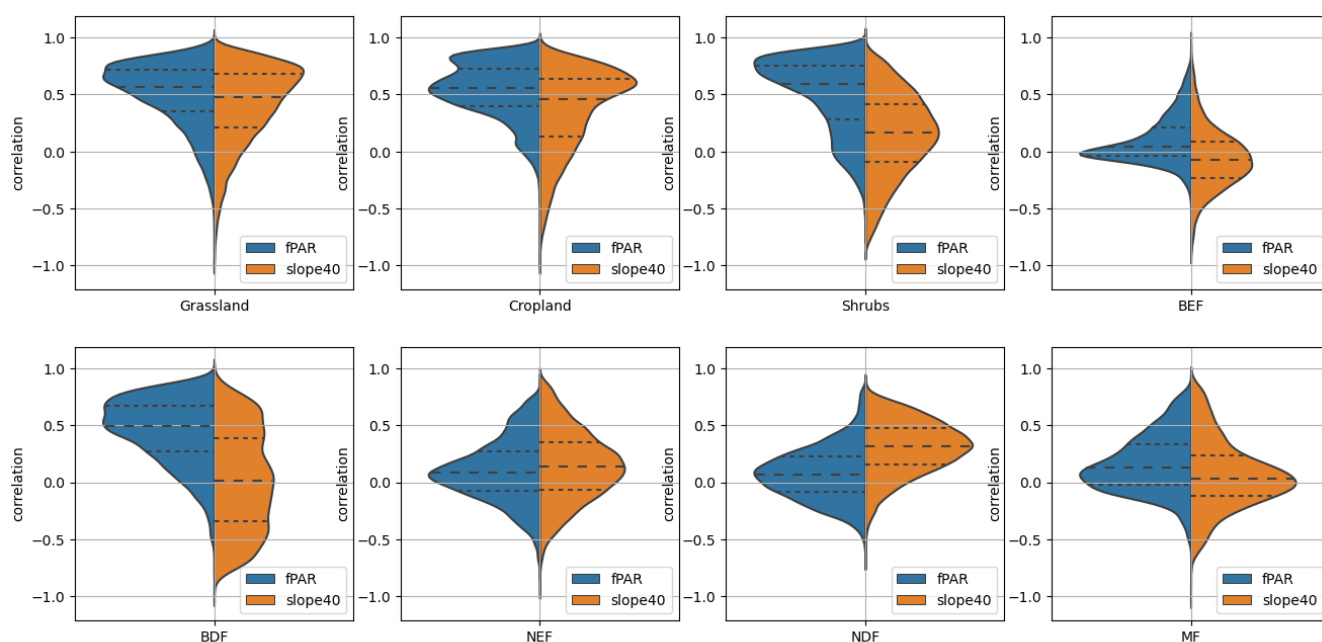 correlation
1.0
0.5
0.0
−0.5
−1.0
fPAR
slope40
Grassland
correlation
1.0
0.5
0.0
−0.5
−1.0
fPAR
slope40
Cropland
correlation
1.0
0.5
0.0
−0.5
−1.0
fPAR
slope40
Shrubs
correlation
1.0
0.5
0.0
−0.5
−1.0
fPAR
slope40
BEF
correlation
1.0
0.5
0.0
−0.5
−1.0
fPAR
slope40
BDF
correlation
1.0
0.5
0.0
−0.5
−1.0
fPAR
slope40
NEF
correlation
1.0
0.5
0.0
−0.5
−1.0
fPAR
slope40
NDF
correlation
1.0
0.5
0.0
−0.5
−1.0
fPAR
slope40
MF